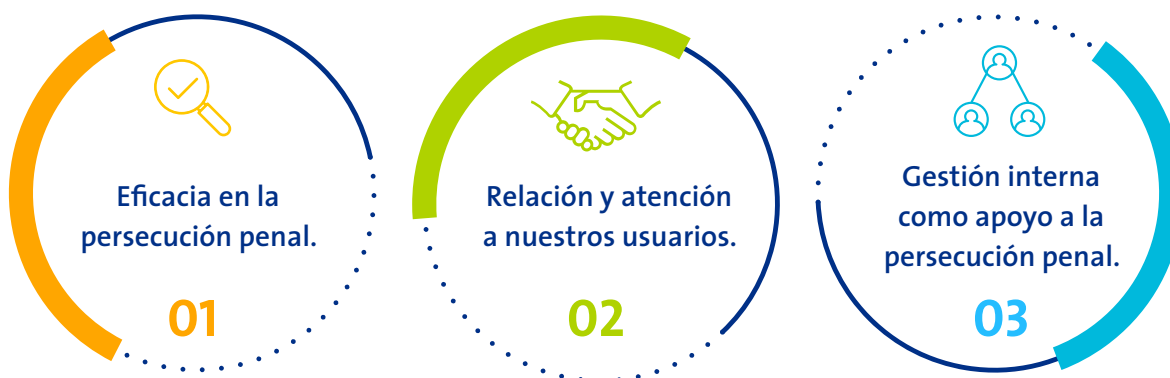 Eficacia en la
persecución penal.
01
Relación y atención
a nuestros usuarios.
02
Gestión interna
como apoyo a la
persecución penal.
03